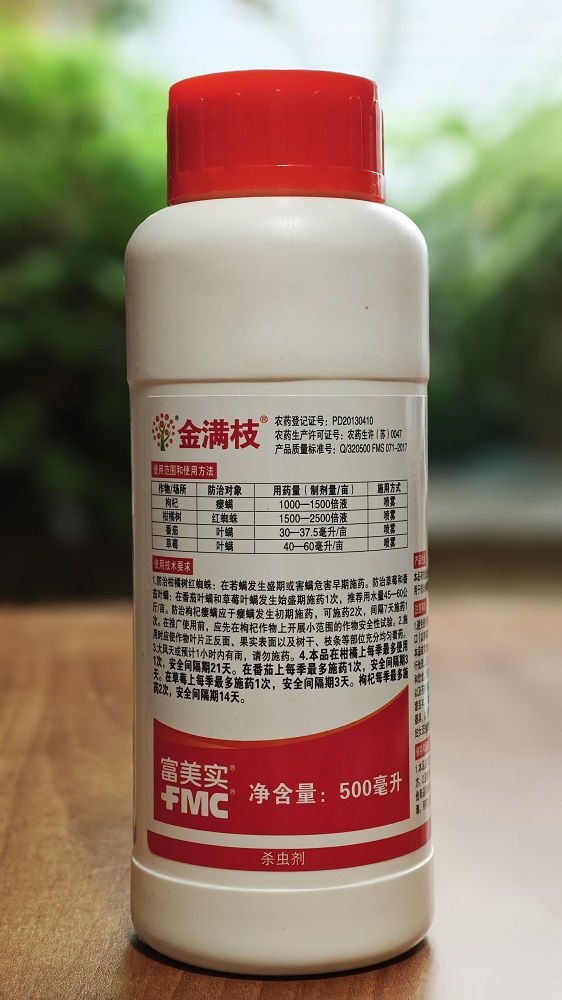 金满枝®
农药登记证号：PD20130410
农药生产许可证号：农药生许（苏）0047
产品质量标准号：Q/320500 FMS 071-2017
使用范围和使用方法
作物/场所 防治对象 用药量（制剂量/亩） 施用方式
枸杞 瘿螨 1000—1500倍液 喷雾
柑橘树 红蜘蛛 1500—2500倍液 喷雾
番茄 叶螨 30—37.5毫升/亩 喷雾
草莓 叶螨 40—60毫升/亩 喷雾
使用技术要求
1.防治柑橘树红蜘蛛：在若螨发生盛期或害螨危害早期施药。防治草莓和番
茄叶螨：在番茄叶螨和草莓叶螨发生始盛期施药1次，推荐用水量45—60公
斤/亩。防治枸杞瘿螨应于瘿螨发生初期施药，可施药2次，间隔7天施药1
次。在推广使用前，应先在枸杞作物上开展小范围的作物安全性试验。2.施
用时应使作物叶片正反面、果实表面以及树干、枝条等部位充分均匀着药。
3.大风天或预计1小时内有雨，请勿施药。4.本品在柑橘上每季最多使用
1次，安全间隔期21天。在番茄上每季最多施药1次，安全间隔期3
天。在草莓上每季最多施药1次，安全间隔期3天。枸杞每季最多施
药2次，安全间隔期14天。
富美实®
FMC®
净含量：500毫升
杀虫剂